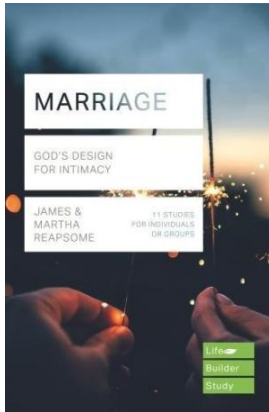 MARRIAGE
GOD'S DESIGN
FOR INTIMACY
JAMES &
MARTHA
REAPSOME
11 STUDIES
FOR INDIVIDUALS
OR GROUPS
Life
Builder
Study